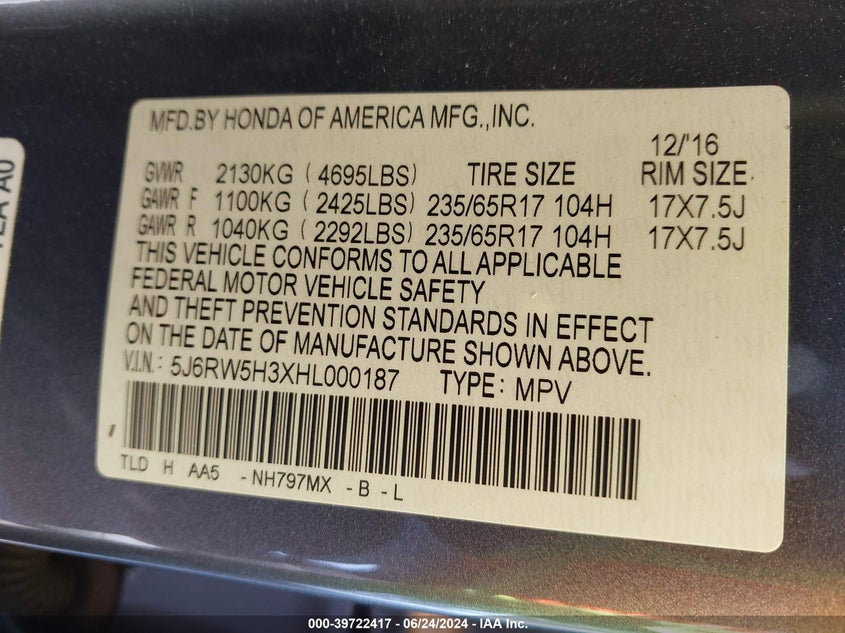 MFD.BY HONDA OF AMERICA MFG.,INC.
12/'16
GVWR 2130KG ( 4695LBS) TIRE SIZE RIM SIZE
GAWR F 1100KG ( 2425LBS) 235/65R17 104H 17X7.5J
GAWR R 1040KG ( 2292LBS) 235/65R17 104H 17X7.5J
THIS VEHICLE CONFORMS TO ALL APPLICABLE
FEDERAL MOTOR VEHICLE SAFETY
AND THEFT PREVENTION STANDARDS IN EFFECT
ON THE DATE OF MANUFACTURE SHOWN ABOVE.
V.I.N.: 5J6RW5H3XHL000187 TYPE: MPV
TLD H AA5 -NH797MX -B -L
000-39722417 - 06/24/2024 - IAA Inc.